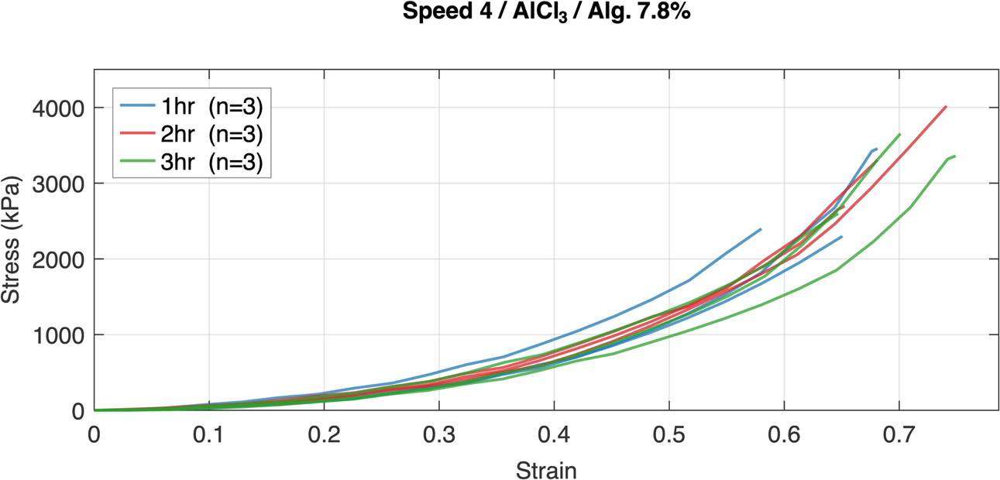 Speed 4 / AlCl₃ / Alg. 7.8%
1hr (n=3)
2hr (n=3)
3hr (n=3)
Stress (kPa)
4000
3000
2000
1000
0
0 0.1 0.2 0.3 0.4 0.5 0.6 0.7
Strain